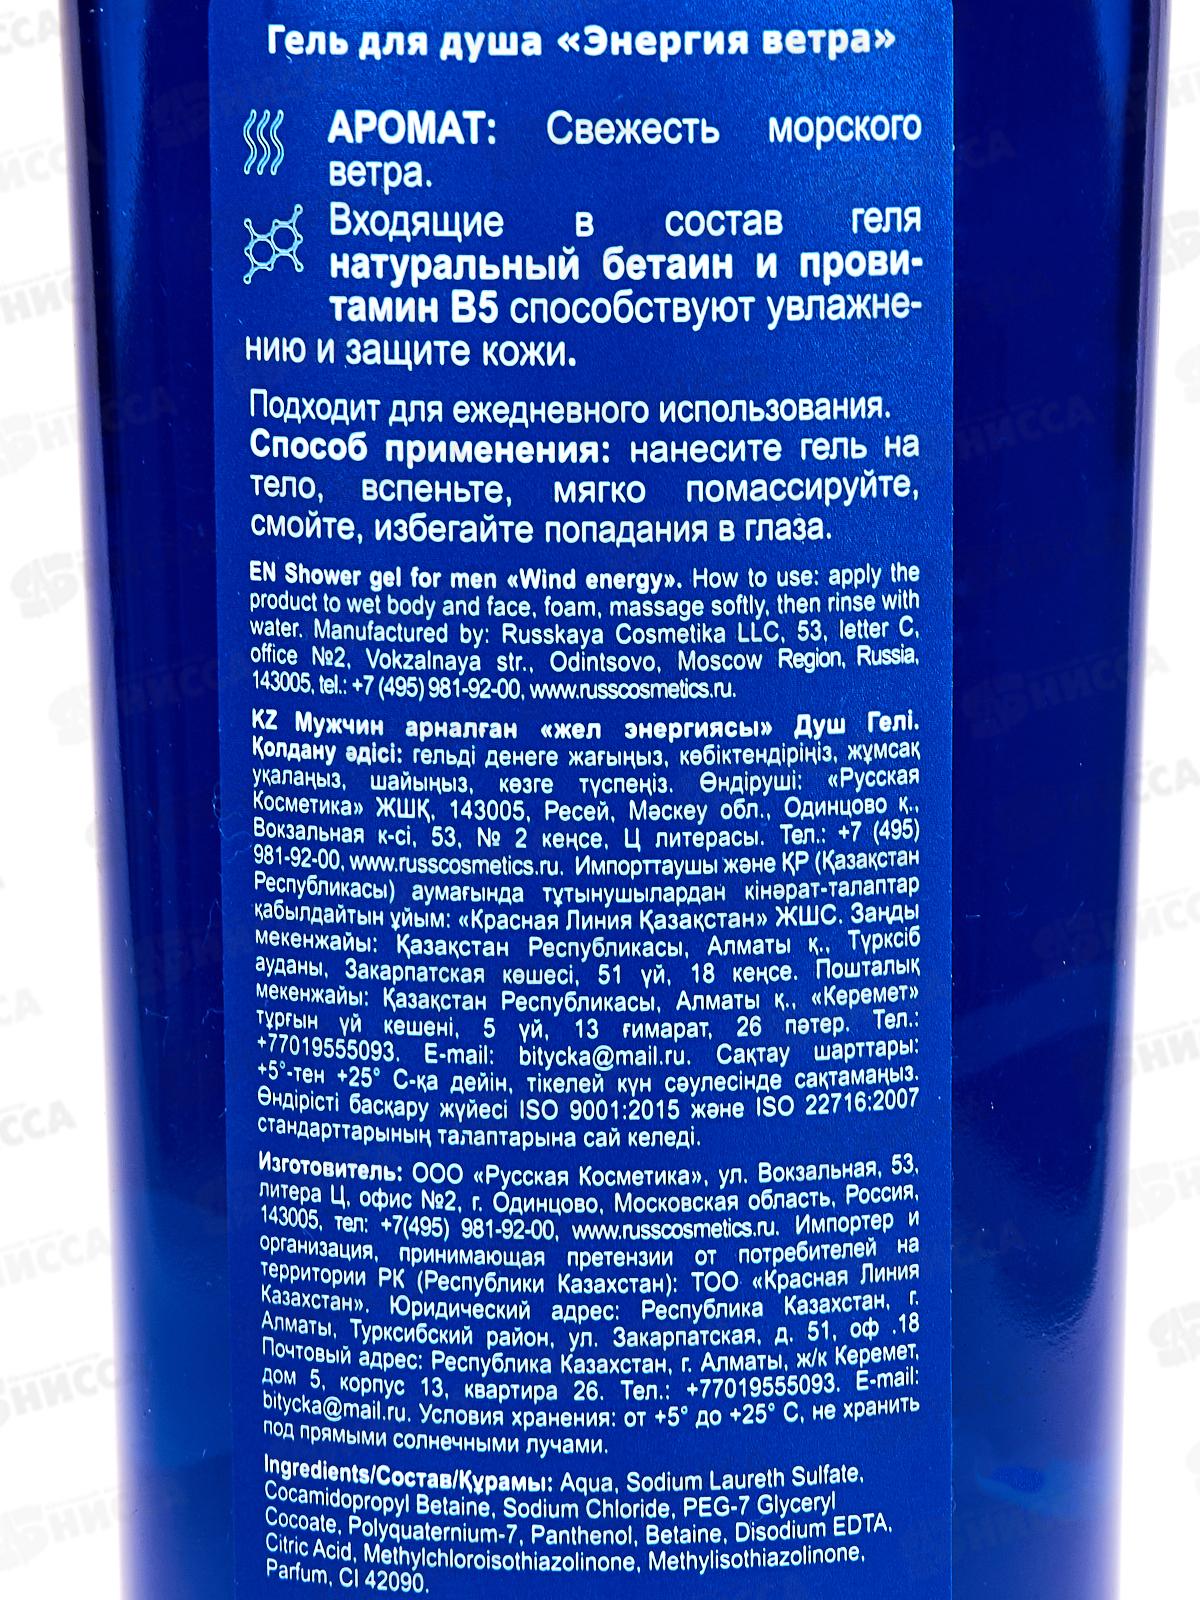 Гель для душа «Энергия ветра»
АРОМАТ: Свежесть морского
ветра.
Входящие в состав геля
натуральный бетаин и прови-
тамин В5 способствуют увлажне-
нию и защите кожи.
Подходит для ежедневного использования.
Способ применения: нанесите гель на
тело, вспеньте, мягко помассируйте,
смойте, избегайте попадания в глаза.
EN Shower gel for men «Wind energy». How to use: apply the
product to wet body and face, foam, massage softly, then rinse with
water. Manufactured by: Russkaya Cosmetika LLC, 53, letter C,
office №2, Vokzalnaya str., Odintsovo, Moscow Region, Russia,
143005, tel.: +7 (495) 981-92-00, www.russcosmetics.ru.
KZ Мужчин арналған «жел энергиясы» Душ Гелі.
Қолдану әдісі: гельді денеге жағыңыз, көбіктендіріңіз, жұмсақ
уқалаңыз, шайыңыз, көзге түспеңіз. Өндіруші: «Русская
Косметика» ЖШҚ, 143005, Ресей, Мәскеу обл., Одинцово қ.,
Вокзальная к-сі, 53, № 2 кеңсе, Ц литерасы. Тел.: +7 (495)
981-92-00, www.russcosmetics.ru. Импорттаушы және ҚР (Қазақстан
Республикасы) аумағында тұтынушылардан кінәрат-талаптар
қабылдайтын ұйым: «Красная Линия Қазақстан» ЖШС. Заңды
мекенжайы: Қазақстан Республикасы, Алматы қ., Түрксіб
ауданы, Закарпатская көшесі, 51 үй, 18 кеңсе. Пошталық
мекенжайы: Қазақстан Республикасы, Алматы қ., «Керемет»
тұрғын үй кешені, 5 үй, 13 ғимарат, 26 пәтер. Тел.:
+77019555093. E-mail: bitycka@mail.ru. Сақтау шарттары:
+5°-тен +25° С-қа дейін, тікелей күн сәулесінде сақтамаңыз.
Өндірісті басқару жүйесі ISO 9001:2015 және ISO 22716:2007
стандарттарының талаптарына сай келеді.
Изготовитель: ООО «Русская Косметика», ул. Вокзальная, 53,
литера Ц, офис №2, г. Одинцово, Московская область, Россия,
143005, тел: +7(495) 981-92-00, www.russcosmetics.ru. Импортер и
организация, принимающая претензии от потребителей на
территории РК (Республики Казахстан): ТОО «Красная Линия
Казахстан». Юридический адрес: Республика Казахстан, г.
Алматы, Турксибский район, ул. Закарпатская, д. 51, оф .18
Почтовый адрес: Республика Казахстан, г. Алматы, ж/к Керемет,
дом 5, корпус 13, квартира 26. Тел.: +77019555093. E-mail:
bitycka@mail.ru. Условия хранения: от +5° до +25° С, не хранить
под прямыми солнечными лучами.
Ingredients/Состав/Құрамы: Aqua, Sodium Laureth Sulfate,
Cocamidopropyl Betaine, Sodium Chloride, PEG-7 Glyceryl
Cocoate, Polyquaternium-7, Panthenol, Betaine, Disodium EDTA,
Citric Acid, Methylchloroisothiazolinone, Methylisothiazolinone,
Parfum, CI 42090.